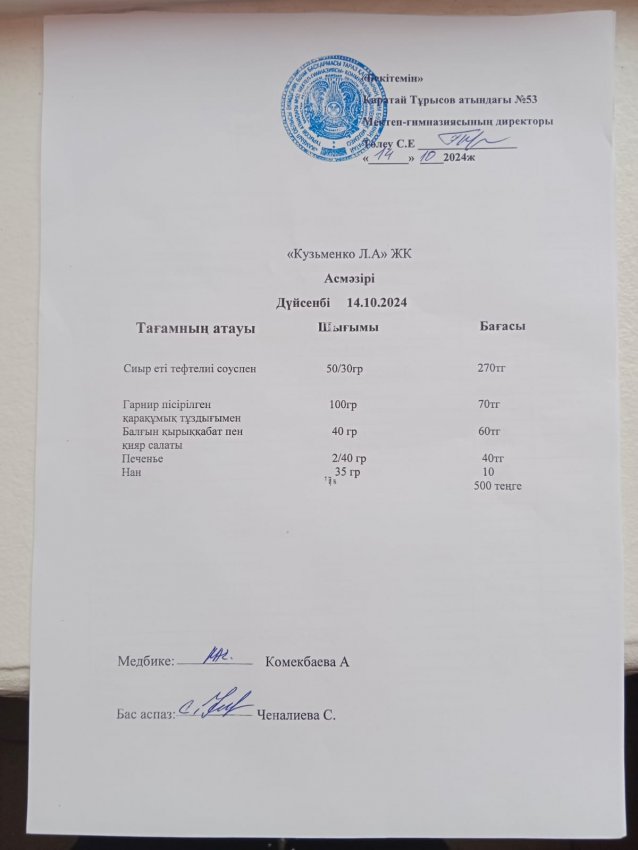 «Бекітемін»
Қаратай Тұрысов атындағы №53
Мектеп-гимназиясының директоры
Төлеу С.Е
«14» 10 2024ж
«Кузьменко Л.А» ЖК
Асмәзірі
Дүйсенбі 14.10.2024
Тағамның атауы Шығымы Бағасы
Сиыр еті тефтелиі соуспен 50/30гр 270тг
Гарнир пісірілген 100гр 70тг
қарақұмық тұздығымен
Балғын қырыққабат пен 40 гр 60тг
қияр салаты
Печенье 2/40 гр 40тг
Нан 35 гр 10
500 теңге
Медбике: Комекбаева А
Бас аспаз: Ченалиева С.